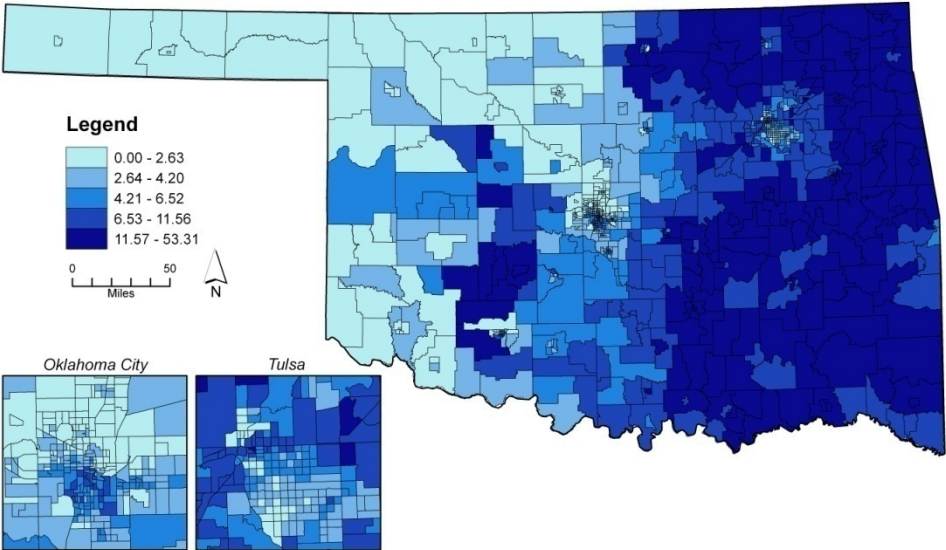 Legend
0.00 - 2.63
2.64 - 4.20
4.21 - 6.52
6.53 - 11.56
11.57 - 53.31
0 50
Miles
N
Oklahoma City
Tulsa